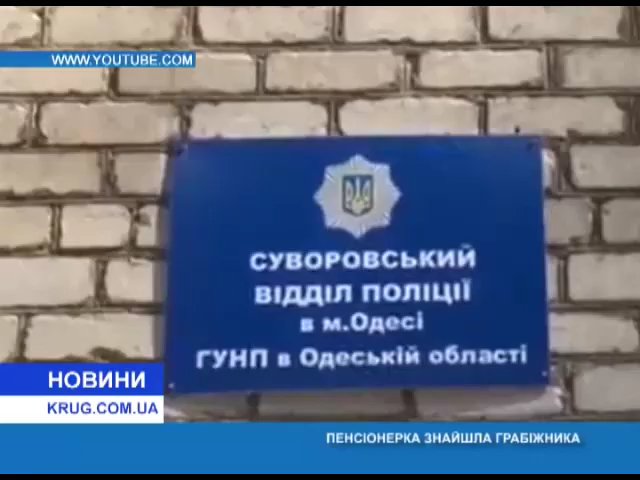 WWW.YOUTUBE.COM
СУВОРОВСЬКИЙ
ВІДДІЛ ПОЛІЦІЇ
в м.Одесі
ГУНП в Одеській області
НОВИНИ
KRUG.COM.UA
ПЕНСІОНЕРКА ЗНАЙШЛА ГРАБІЖНИКА